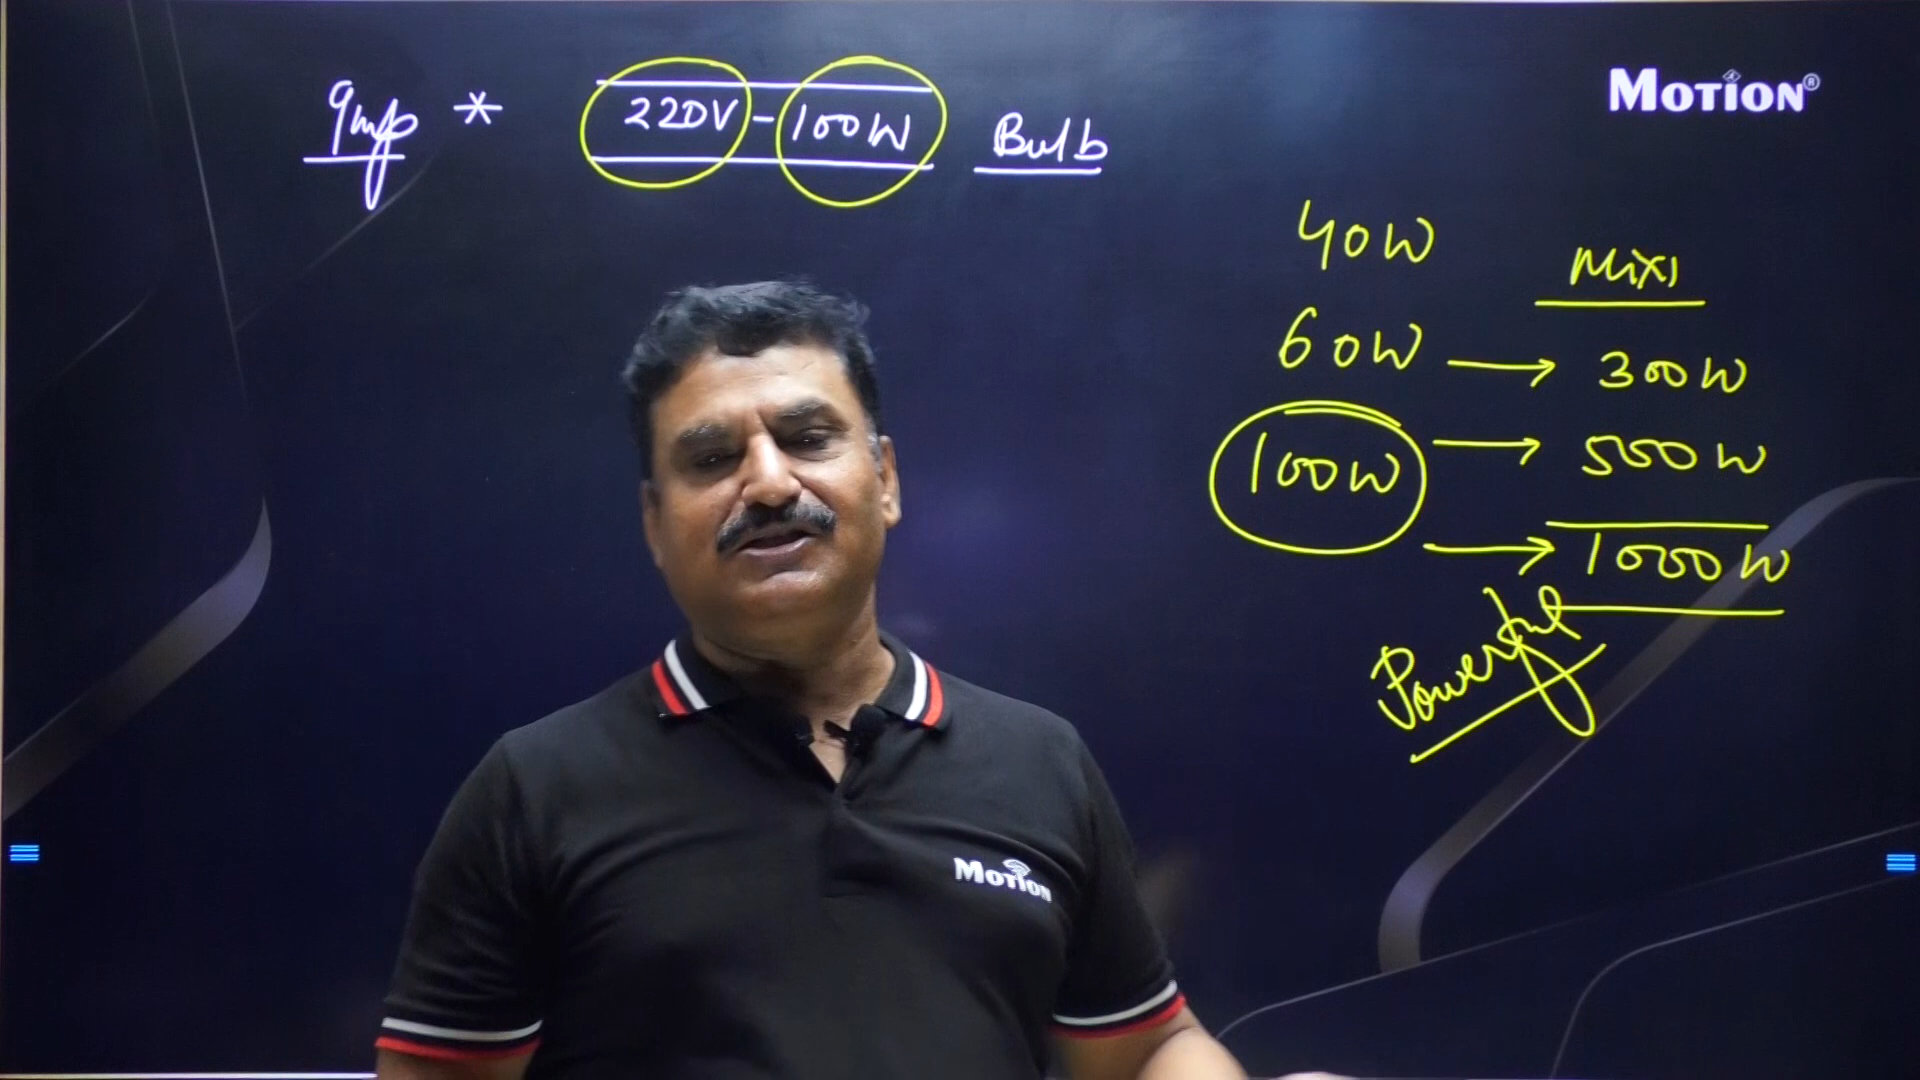 Imp * 220V - 100W Bulb
MOTION®
40W
Mixi
60W → 300W
100W → 500W
→ 1000W
Powerful
MOTION